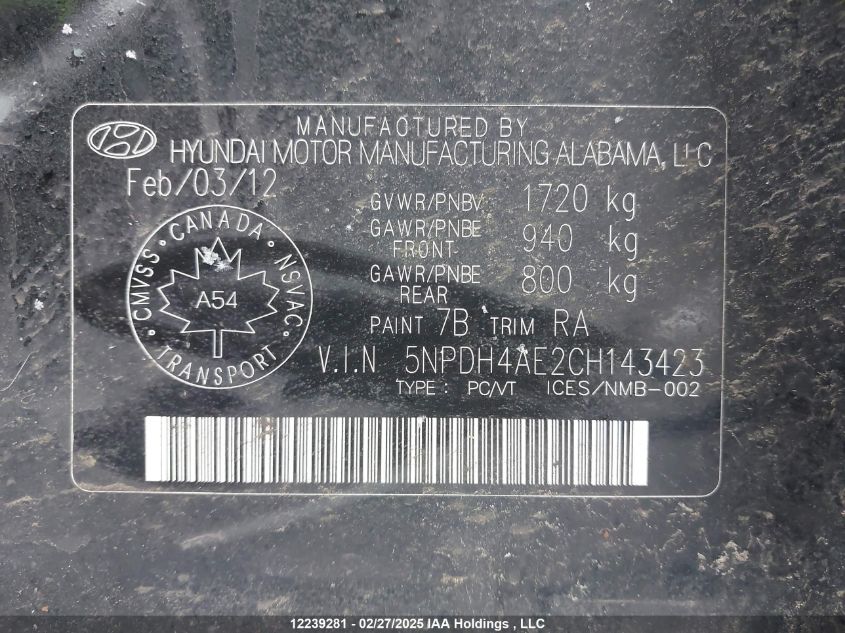 MANUFACTURED BY
HYUNDAI MOTOR MANUFACTURING ALABAMA, LLC
Feb/03/12
GVWR/PNBV 1720 kg
GAWR/PNBE FRONT 940 kg
GAWR/PNBE REAR 800 kg
PAINT 7B TRIM RA
CANADA
CMVSS · NSVAC
A54
TRANSPORT
V.I.N 5NPDH4AE2CH143423
TYPE : PC/VT ICES/NMB-002
12239281 - 02/27/2025 IAA Holdings , LLC